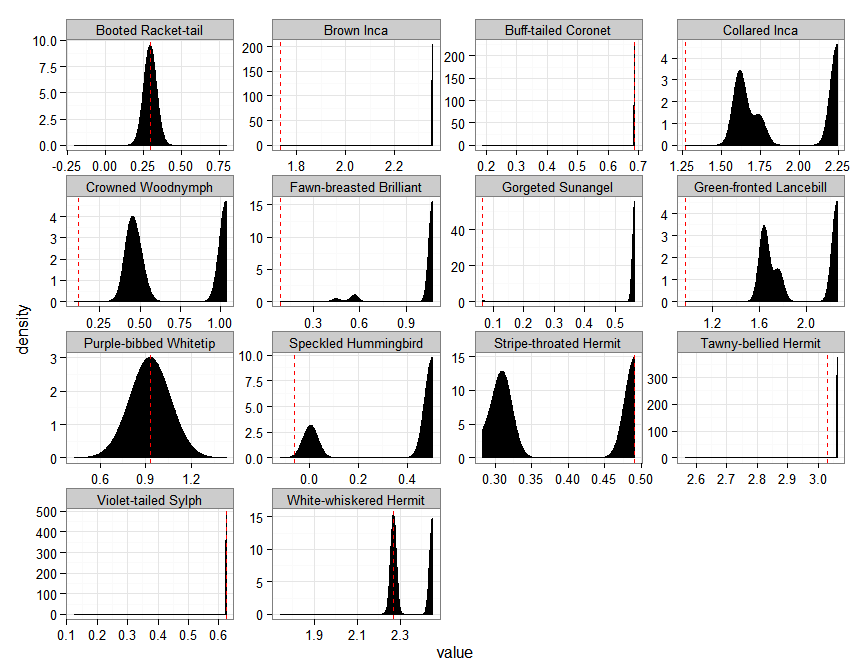 Booted Racket-tail Brown Inca Buff-tailed Coronet Collared Inca
10.0 7.5 5.0 2.5 0.0
200 150 100 50 0
200 150 100 50 0
4 3 2 1 0
-0.25 0.00 0.25 0.50 0.75 1.8 2.0 2.2 0.2 0.3 0.4 0.5 0.6 0.7 1.25 1.50 1.75 2.00 2.25
Crowned Woodnymph Fawn-breasted Brilliant Gorgeted Sunangel Green-fronted Lancebill
4 3 2 1 0
15 10 5 0
40 20 0
4 3 2 1 0
0.25 0.50 0.75 1.00 0.3 0.6 0.9 0.1 0.2 0.3 0.4 0.5 1.2 1.6 2.0
density
Purple-bibbed Whitetip Speckled Hummingbird Stripe-throated Hermit Tawny-bellied Hermit
3 2 1 0
10.0 7.5 5.0 2.5 0.0
15 10 5 0
300 200 100 0
0.6 0.9 1.2 0.0 0.2 0.4 0.30 0.35 0.40 0.45 0.50 2.6 2.7 2.8 2.9 3.0
Violet-tailed Sylph White-whiskered Hermit
500 400 300 200 100 0
15 10 5 0
0.1 0.2 0.3 0.4 0.5 0.6 1.9 2.1 2.3
value